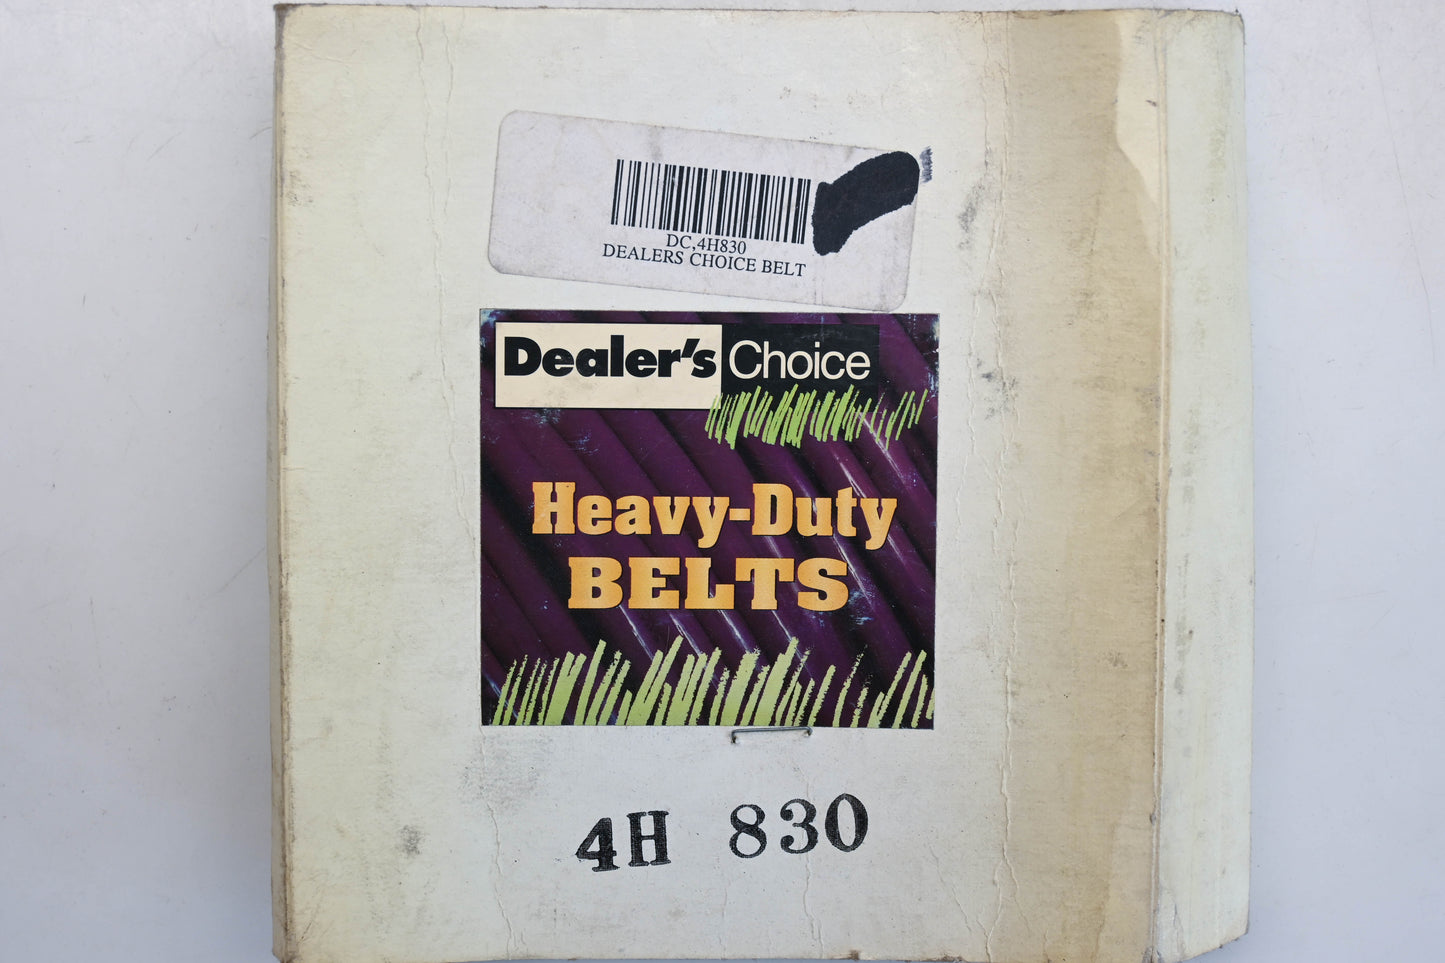 DC,4H830
DEALERS CHOICE BELT
Dealer's Choice
Heavy-Duty
BELTS
4H 830